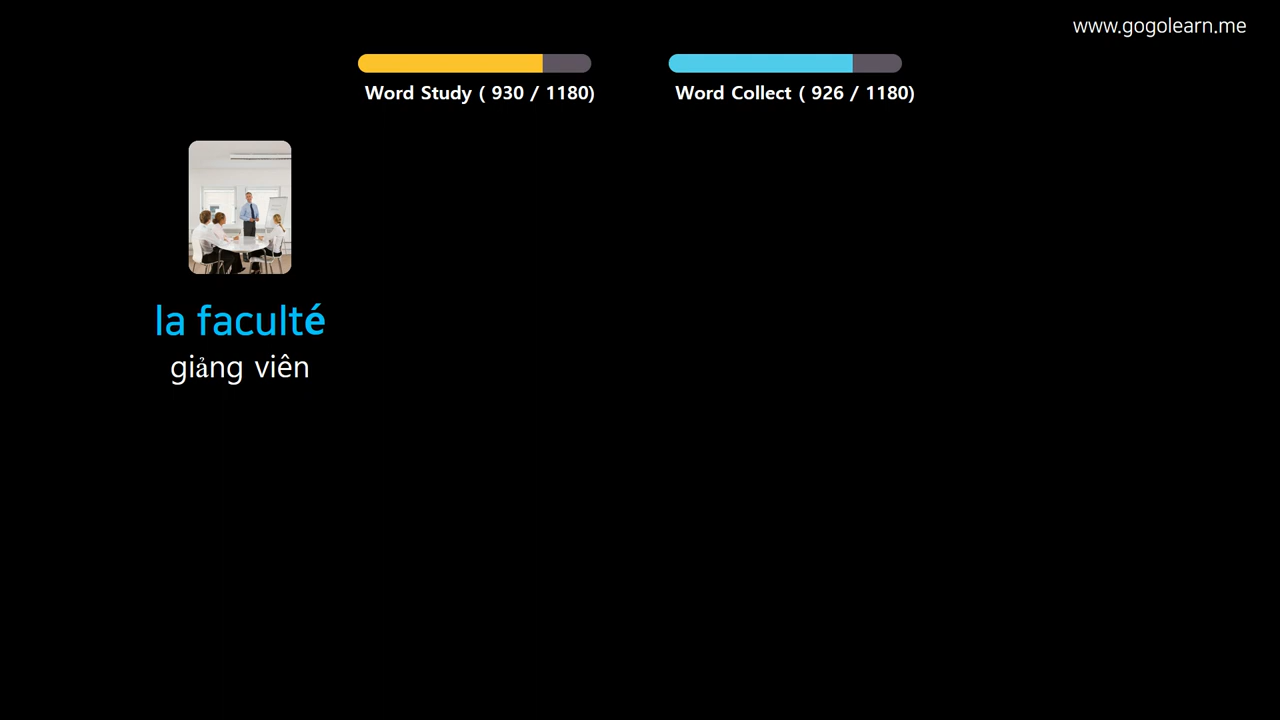 www.gogolearn.me
Word Study ( 930 / 1180)
Word Collect ( 926 / 1180)
la faculté
giảng viên